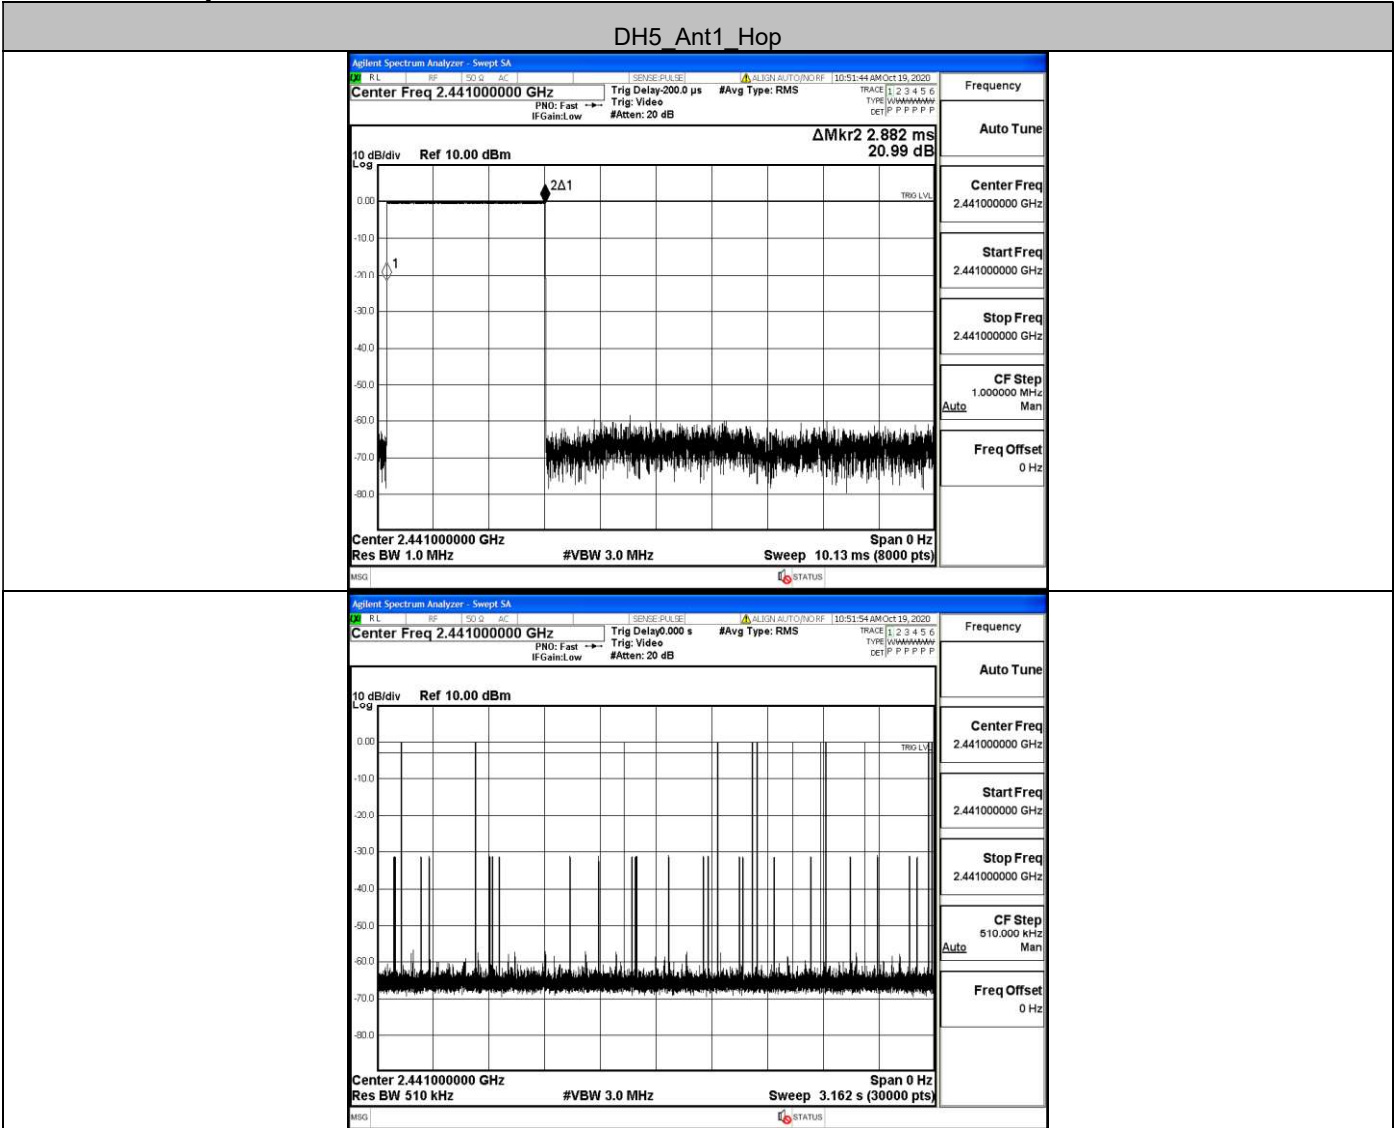 DH5_Ant1_Hop
Agilent Spectrum Analyzer - Swept SA
RL RF 50 Ω AC SENSE:PULSE ALIGN AUTO/NO RF 10:51:44 AM Oct 19, 2020
Center Freq 2.441000000 GHz Trig Delay-200.0 µs #Avg Type: RMS TRACE 1 2 3 4 5 6
PNO: Fast Trig: Video TYPE
IFGain:Low #Atten: 20 dB DET P P P P P P
ΔMkr2 2.882 ms
20.99 dB
10 dB/div Ref 10.00 dBm
Log
2Δ1
TRIG LVL
1
0.00
-10.0
-20.0
-30.0
-40.0
-50.0
-60.0
-70.0
-80.0
Center 2.441000000 GHz Span 0 Hz
Res BW 1.0 MHz #VBW 3.0 MHz Sweep 10.13 ms (8000 pts)
MSG STATUS
Frequency
Auto Tune
Center Freq
2.441000000 GHz
Start Freq
2.441000000 GHz
Stop Freq
2.441000000 GHz
CF Step
1.000000 MHz
Auto Man
Freq Offset
0 Hz
Agilent Spectrum Analyzer - Swept SA
RL RF 50 Ω AC SENSE:PULSE ALIGN AUTO/NO RF 10:51:54 AM Oct 19, 2020
Center Freq 2.441000000 GHz Trig Delay0.000 s #Avg Type: RMS TRACE 1 2 3 4 5 6
PNO: Fast Trig: Video TYPE
IFGain:Low #Atten: 20 dB DET P P P P P P
10 dB/div Ref 10.00 dBm
Log
TRIG LVL
0.00
-10.0
-20.0
-30.0
-40.0
-50.0
-60.0
-70.0
-80.0
Center 2.441000000 GHz Span 0 Hz
Res BW 510 kHz #VBW 3.0 MHz Sweep 3.162 s (30000 pts)
MSG STATUS
Frequency
Auto Tune
Center Freq
2.441000000 GHz
Start Freq
2.441000000 GHz
Stop Freq
2.441000000 GHz
CF Step
510.000 kHz
Auto Man
Freq Offset
0 Hz